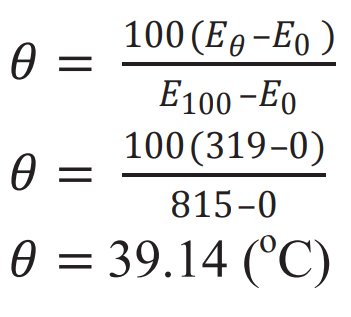 θ = 100(E_θ–E_0 ) / E_100–E_0
θ = 100(319–0) / 815–0
θ = 39.14 (°C)